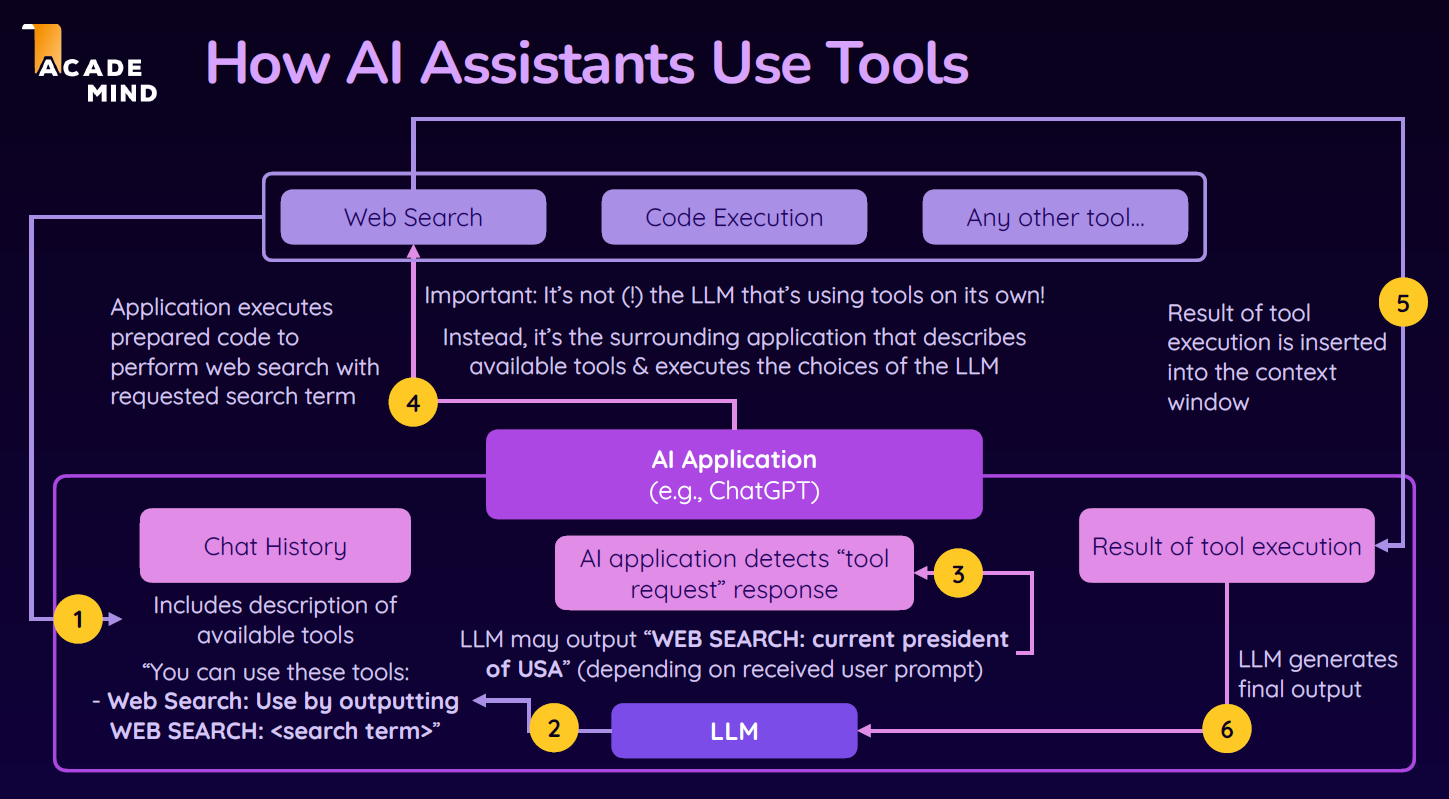 ACADE
MIND
How AI Assistants Use Tools
Web Search
Code Execution
Any other tool...
Application executes
prepared code to
perform web search with
requested search term
4
Important: It's not (!) the LLM that's using tools on its own!
Instead, it's the surrounding application that describes
available tools & executes the choices of the LLM
5
Result of tool
execution is inserted
into the context
window
AI Application
(e.g., ChatGPT)
Chat History
1
Includes description of
available tools
“You can use these tools:
- Web Search: Use by outputting
WEB SEARCH: <search term>”
AI application detects “tool
request” response
3
LLM may output “WEB SEARCH: current president
of USA” (depending on received user prompt)
2
LLM
Result of tool execution
LLM generates
final output
6